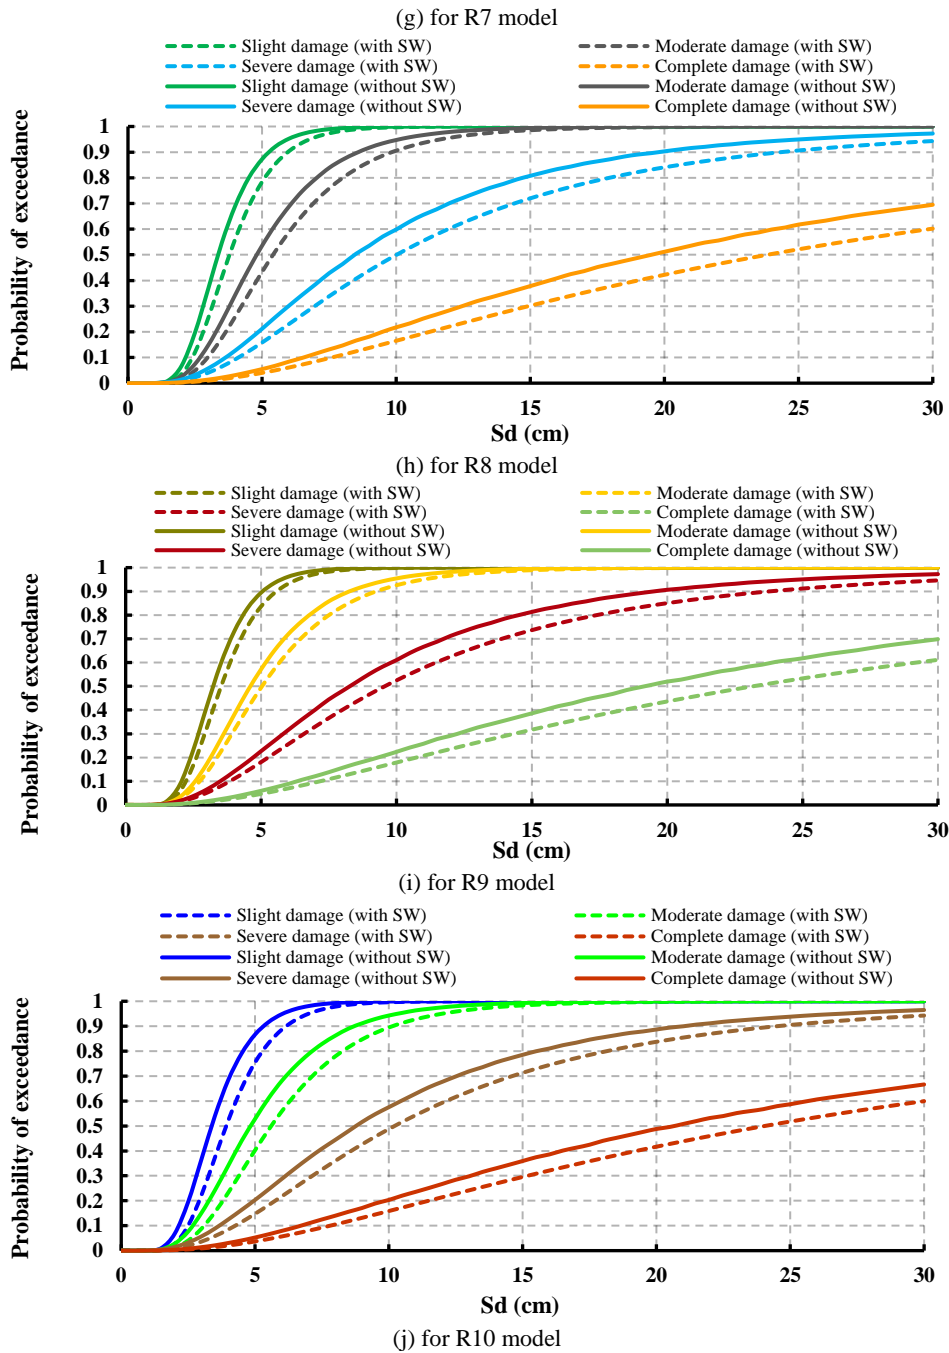 (g) for R7 model
Slight damage (with SW)
Moderate damage (with SW)
Severe damage (with SW)
Complete damage (with SW)
Slight damage (without SW)
Moderate damage (without SW)
Severe damage (without SW)
Complete damage (without SW)
Probability of exceedance
1
0.9
0.8
0.7
0.6
0.5
0.4
0.3
0.2
0.1
0
0 5 10 15 20 25 30
Sd (cm)
(h) for R8 model
Slight damage (with SW)
Moderate damage (with SW)
Severe damage (with SW)
Complete damage (with SW)
Slight damage (without SW)
Moderate damage (without SW)
Severe damage (without SW)
Complete damage (without SW)
Probability of exceedance
1
0.9
0.8
0.7
0.6
0.5
0.4
0.3
0.2
0.1
0
0 5 10 15 20 25 30
Sd (cm)
(i) for R9 model
Slight damage (with SW)
Moderate damage (with SW)
Severe damage (with SW)
Complete damage (with SW)
Slight damage (without SW)
Moderate damage (without SW)
Severe damage (without SW)
Complete damage (without SW)
Probability of exceedance
1
0.9
0.8
0.7
0.6
0.5
0.4
0.3
0.2
0.1
0
0 5 10 15 20 25 30
Sd (cm)
(j) for R10 model